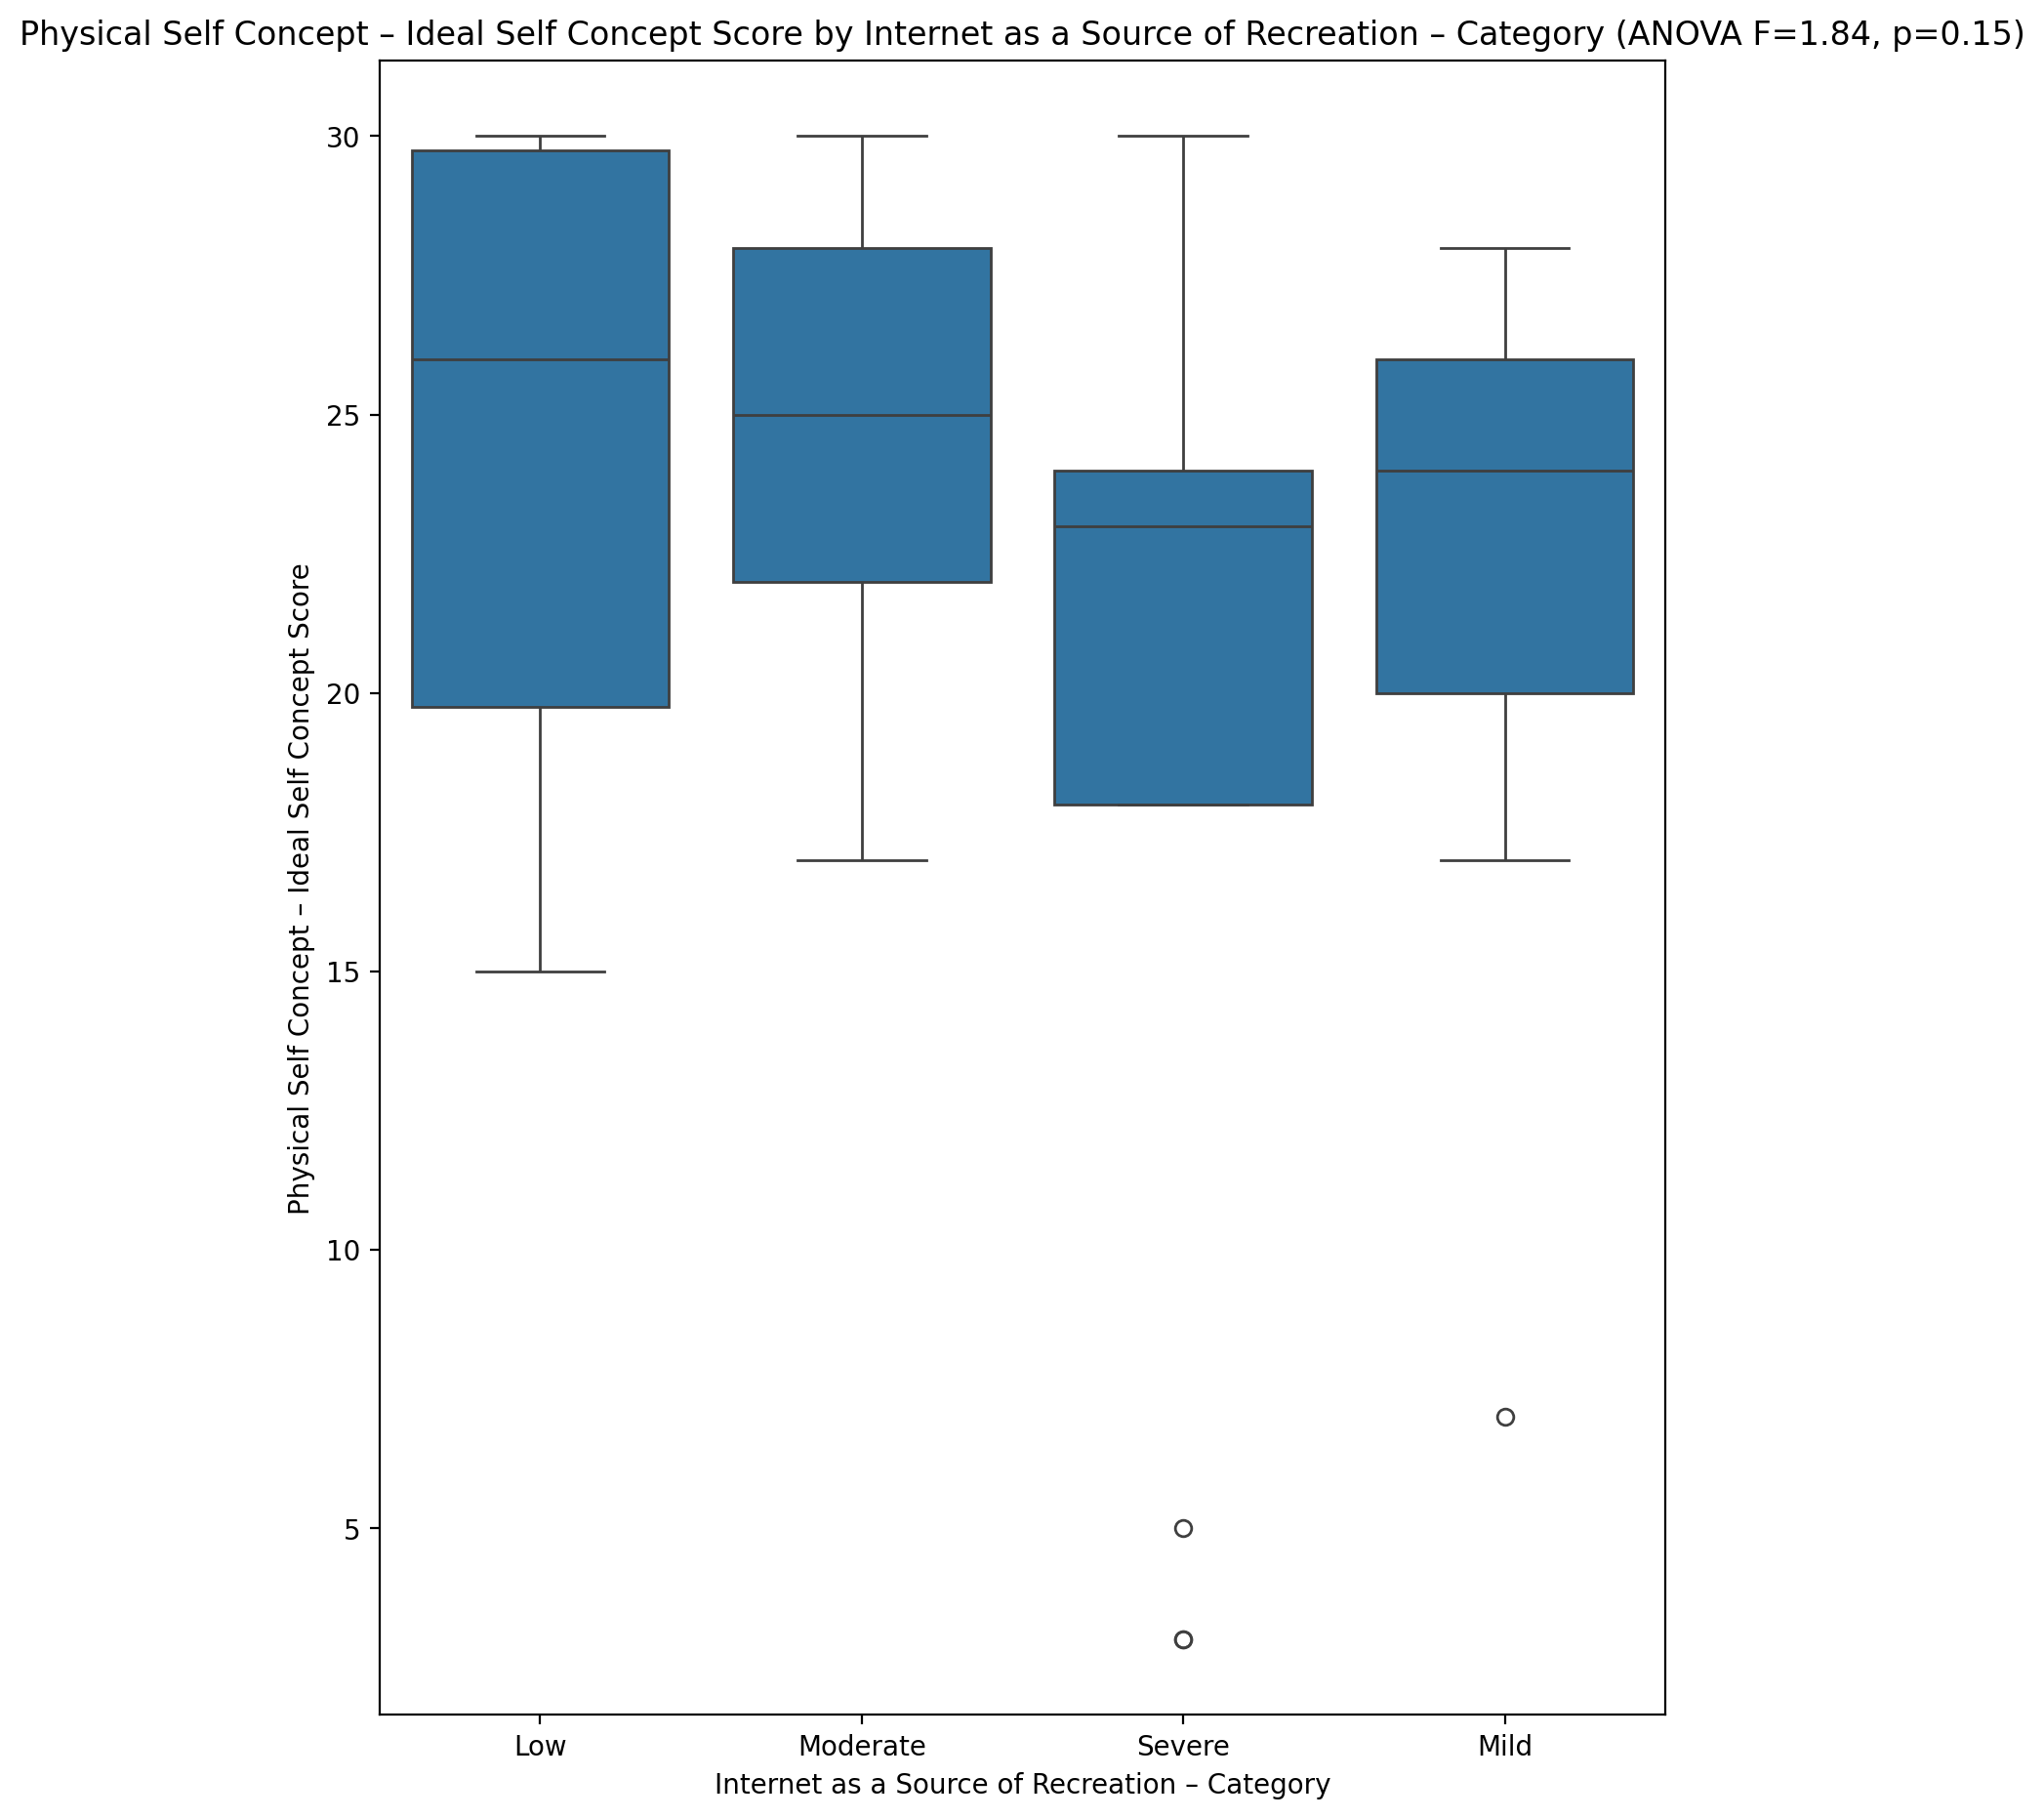 Physical Self Concept – Ideal Self Concept Score by Internet as a Source of Recreation – Category (ANOVA F=1.84, p=0.15)
Physical Self Concept – Ideal Self Concept Score
30
25
20
15
10
5
Low Moderate Severe Mild
Internet as a Source of Recreation – Category